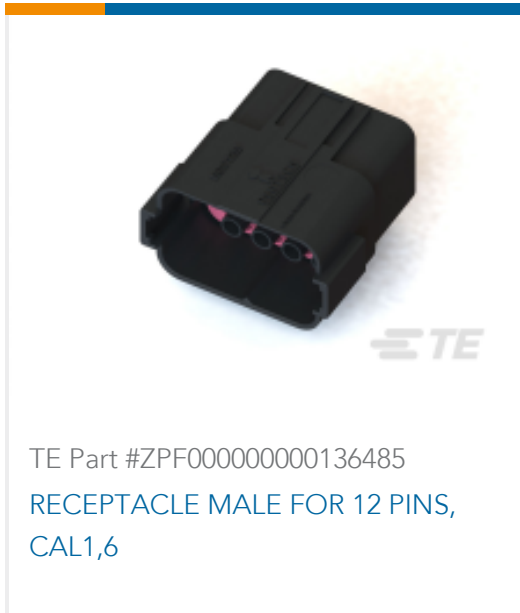 TE
TE Part #ZPF000000000136485
RECEPTACLE MALE FOR 12 PINS,
CAL1,6